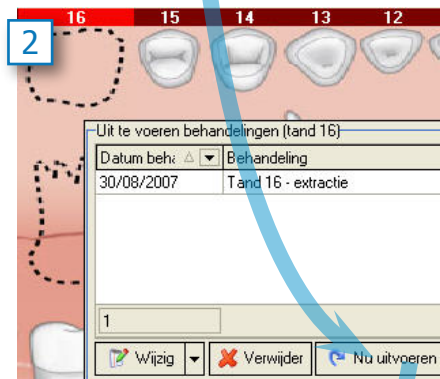 16 15 14 13 12
2
Uit te voeren behandelingen (tand 16)
Datum beha Behandeling
30/08/2007 Tand 16 - extractie
1
Wijzig Verwijder Nu uitvoeren